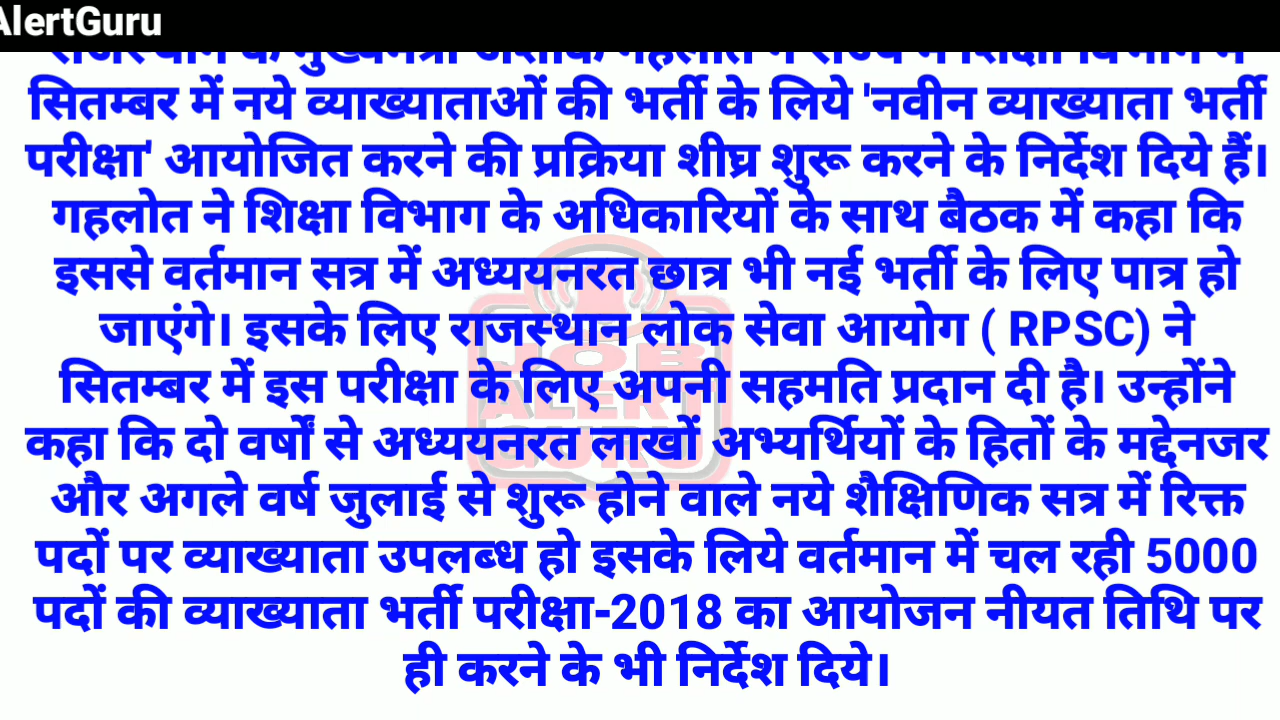 AlertGuru
सितम्बर में नये व्याख्याताओं की भर्ती के लिये 'नवीन व्याख्याता भर्ती
परीक्षा' आयोजित करने की प्रक्रिया शीघ्र शुरू करने के निर्देश दिये हैं।
गहलोत ने शिक्षा विभाग के अधिकारियों के साथ बैठक में कहा कि
इससे वर्तमान सत्र में अध्ययनरत छात्र भी नई भर्ती के लिए पात्र हो
जाएंगे। इसके लिए राजस्थान लोक सेवा आयोग ( RPSC) ने
सितम्बर में इस परीक्षा के लिए अपनी सहमति प्रदान दी है। उन्होंने
कहा कि दो वर्षों से अध्ययनरत लाखों अभ्यर्थियों के हितों के मद्देनजर
और अगले वर्ष जुलाई से शुरू होने वाले नये शैक्षिणिक सत्र में रिक्त
पदों पर व्याख्याता उपलब्ध हो इसके लिये वर्तमान में चल रही 5000
पदों की व्याख्याता भर्ती परीक्षा-2018 का आयोजन नीयत तिथि पर
ही करने के भी निर्देश दिये।
JOB
ALERT
GURU